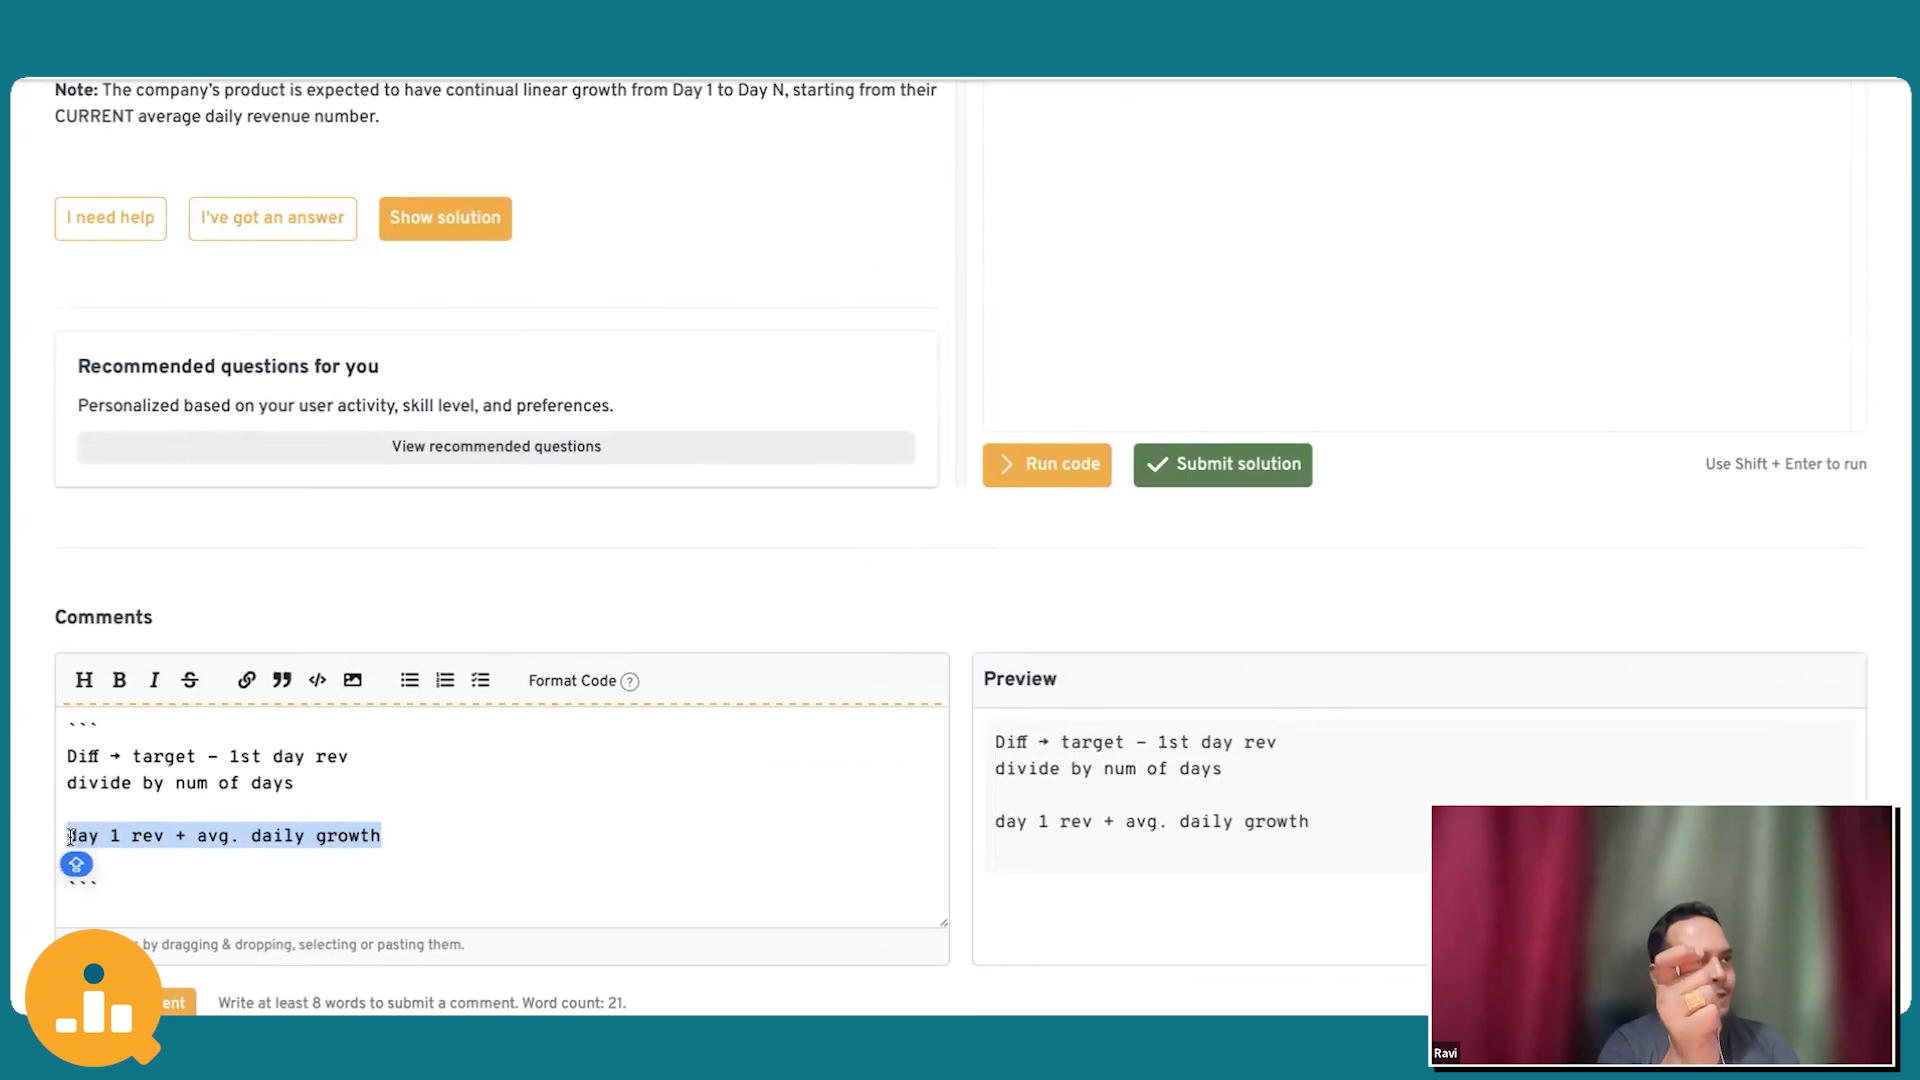 Note: The company's product is expected to have continual linear growth from Day 1 to Day N, starting from their
CURRENT average daily revenue number.
I need help
I've got an answer
Show solution
Recommended questions for you
Personalized based on your user activity, skill level, and preferences.
View recommended questions
Run code
Submit solution
Use Shift + Enter to run
Comments
H B I S
Format Code ?
```
Diff → target - 1st day rev
divide by num of days
day 1 rev + avg. daily growth
```
by dragging & dropping, selecting or pasting them.
Write at least 8 words to submit a comment. Word count: 21.
Preview
Diff → target - 1st day rev
divide by num of days
day 1 rev + avg. daily growth
Ravi